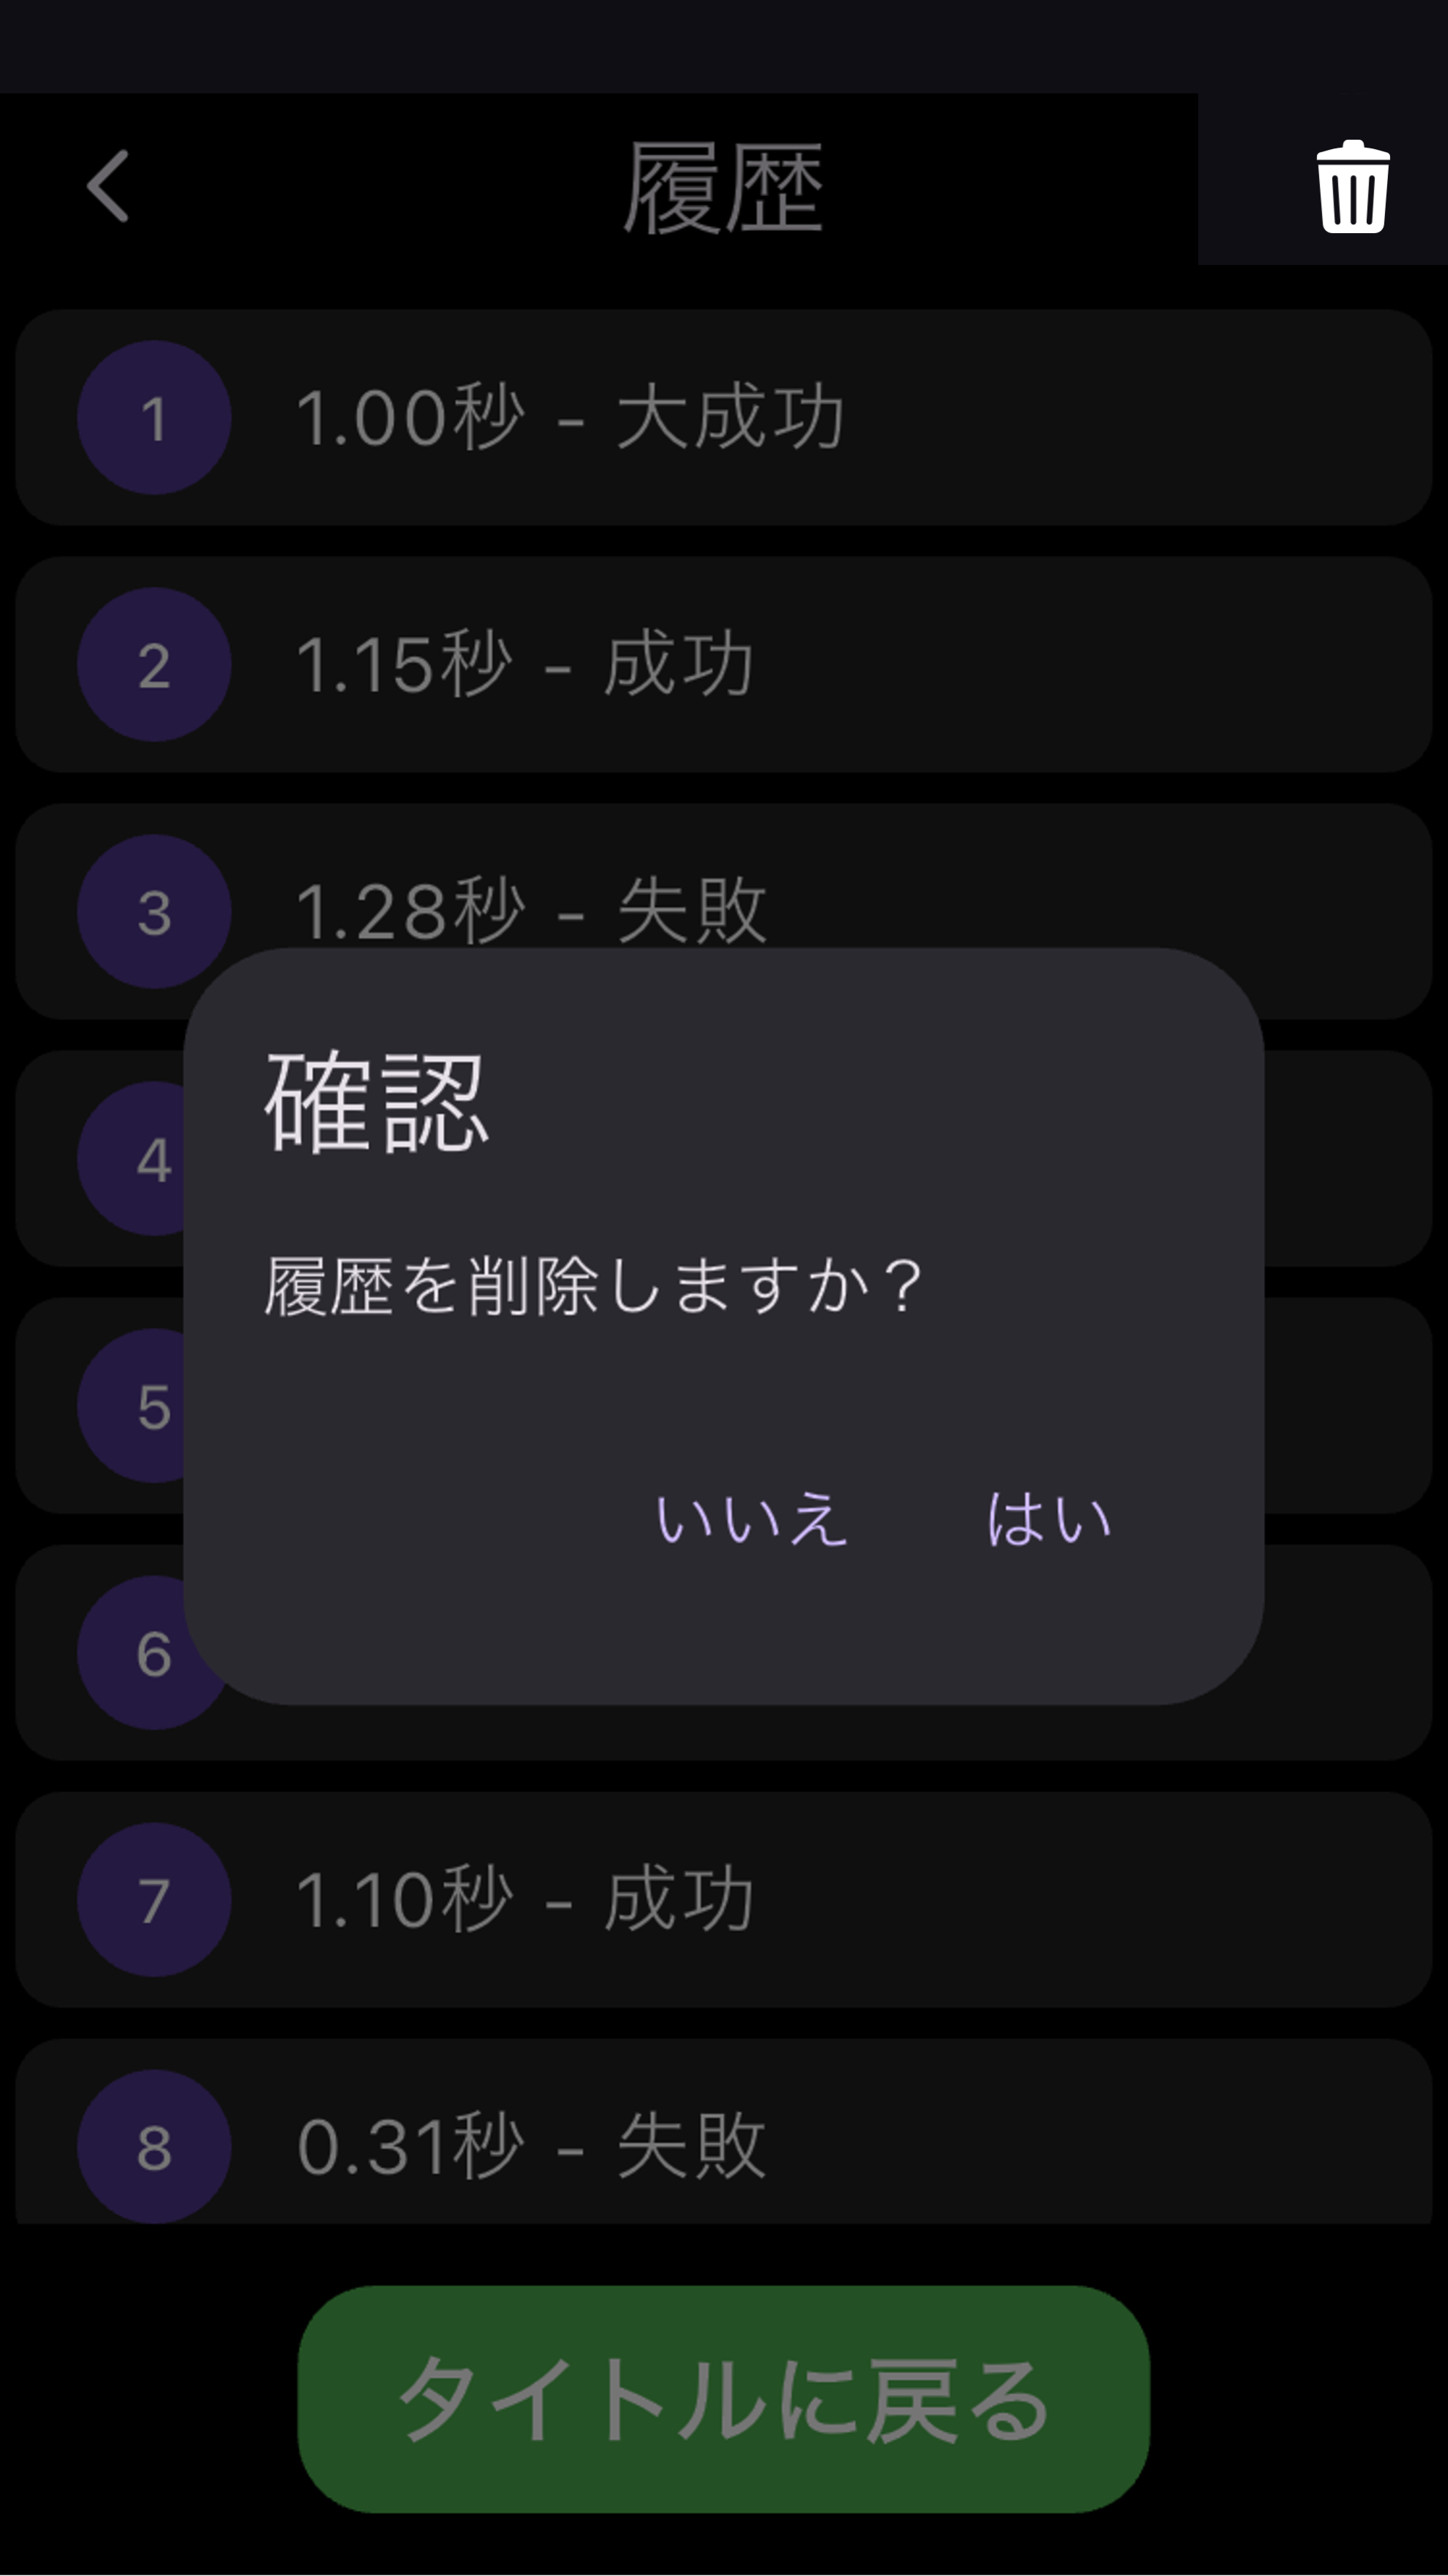 履歴
1
1.00秒 - 大成功
2
1.15秒 - 成功
3
1.28秒 - 失敗
4
5
6
確認
履歴を削除しますか？
いいえ
はい
7
1.10秒 - 成功
8
0.31秒 - 失敗
タイトルに戻る